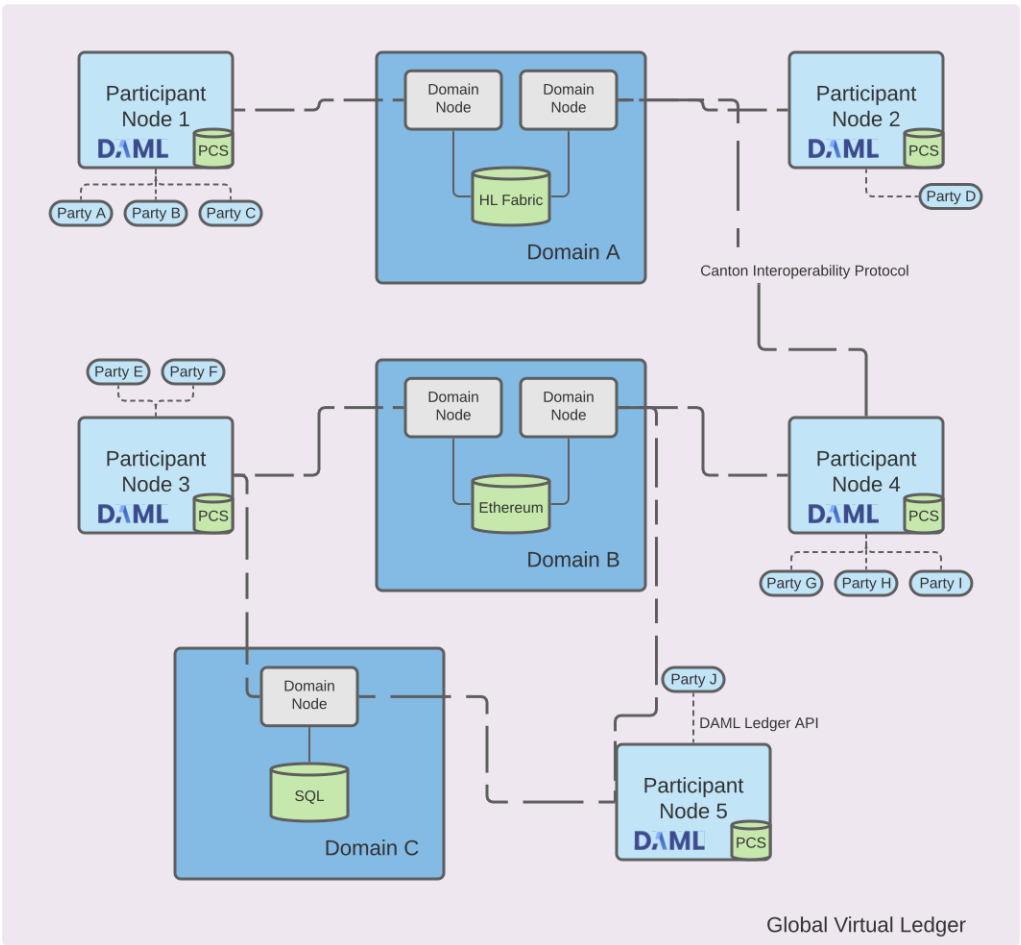 Participant
Node 1
DAML
PCS
Party A
Party B
Party C
Domain
Node
Domain
Node
HL Fabric
Domain A
Participant
Node 2
DAML
PCS
Party D
Canton Interoperability Protocol
Party E
Party F
Participant
Node 3
DAML
PCS
Domain
Node
Domain
Node
Ethereum
Domain B
Participant
Node 4
DAML
PCS
Party G
Party H
Party I
Domain
Node
SQL
Domain C
Party J
DAML Ledger API
Participant
Node 5
DAML
PCS
Global Virtual Ledger